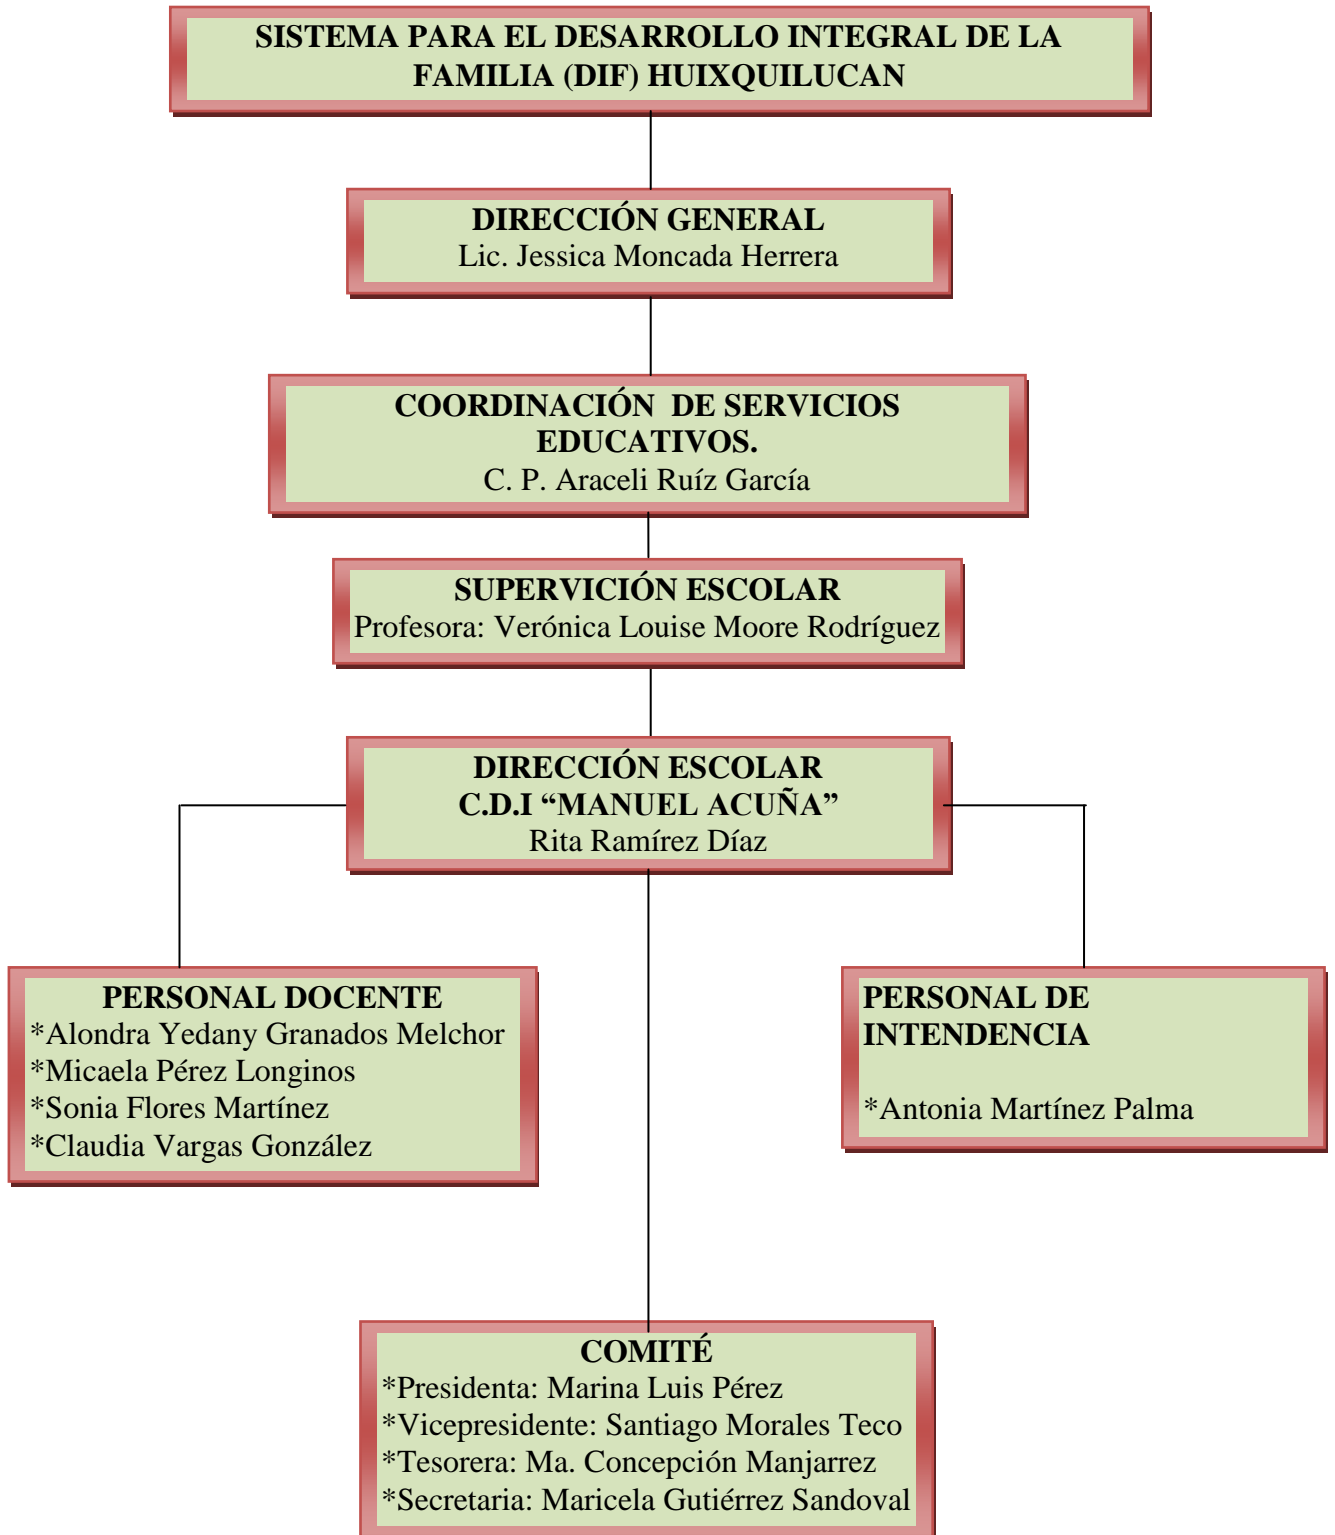 SISTEMA PARA EL DESARROLLO INTEGRAL DE LA
FAMILIA (DIF) HUIXQUILUCAN
DIRECCIÓN GENERAL
Lic. Jessica Moncada Herrera
COORDINACIÓN DE SERVICIOS
EDUCATIVOS.
C. P. Araceli Ruíz García
SUPERVICIÓN ESCOLAR
Profesora: Verónica Louise Moore Rodríguez
DIRECCIÓN ESCOLAR
C.D.I “MANUEL ACUÑA”
Rita Ramírez Díaz
PERSONAL DOCENTE
*Alondra Yedany Granados Melchor
*Micaela Pérez Longinos
*Sonia Flores Martínez
*Claudia Vargas González
PERSONAL DE
INTENDENCIA
*Antonia Martínez Palma
COMITÉ
*Presidenta: Marina Luis Pérez
*Vicepresidente: Santiago Morales Teco
*Tesorera: Ma. Concepción Manjarrez
*Secretaria: Maricela Gutiérrez Sandoval